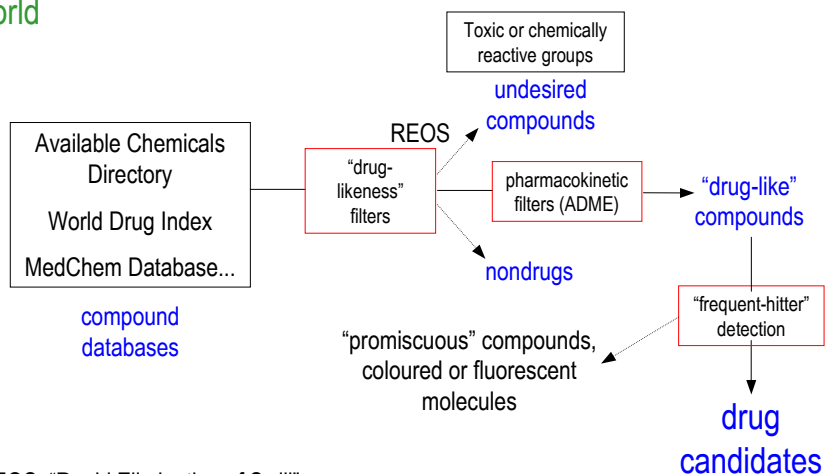 Toxic or chemically
reactive groups
undesired
compounds
REOS
Available Chemicals
Directory
World Drug Index
MedChem Database...
compound
databases
“drug-
likeness”
filters
pharmacokinetic
filters (ADME)
“drug-like”
compounds
nondrugs
“frequent-hitter”
detection
“promiscuous” compounds,
coloured or fluorescent
molecules
drug
candidates